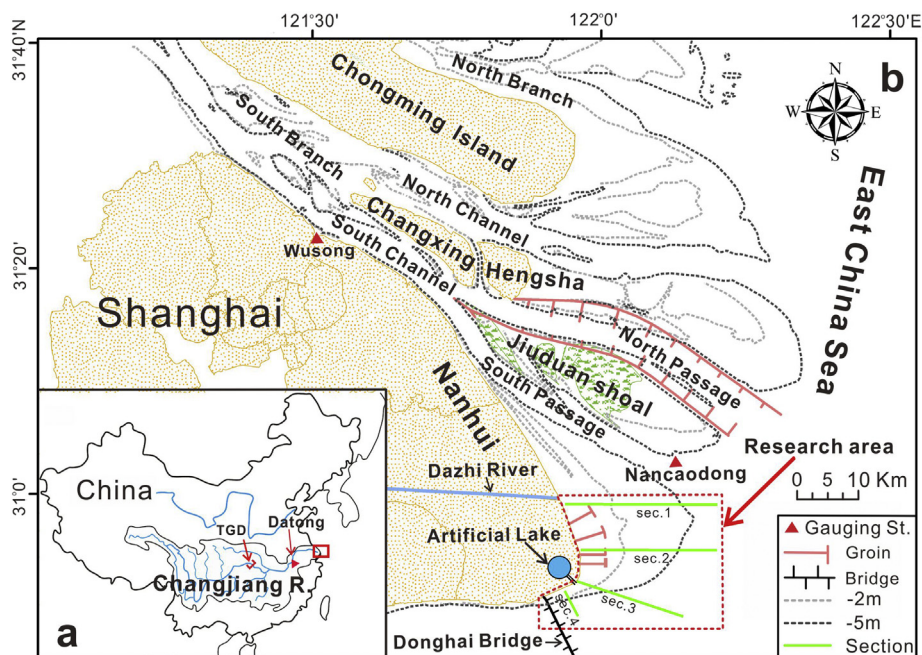 121°30'
122°0'
122°30'E
31°40'N
31°20'
31°0'
b
N
W
E
S
North Branch
Chongming Island
South Branch
North Channel
Changxing
South Channel
Hengsha
Wusong
Shanghai
East China Sea
North Passage
Jiuduan shoal
South Passage
Nanhui
Nancaodong
Research area
0 10 Km
Dazhi River
Artificial Lake
sec.1
sec.2
sec.3
sec.4
Donghai Bridge
China
TGD
Datong
Changjiang R.
a
Gauging St.
Groin
Bridge
-2m
-5m
Section